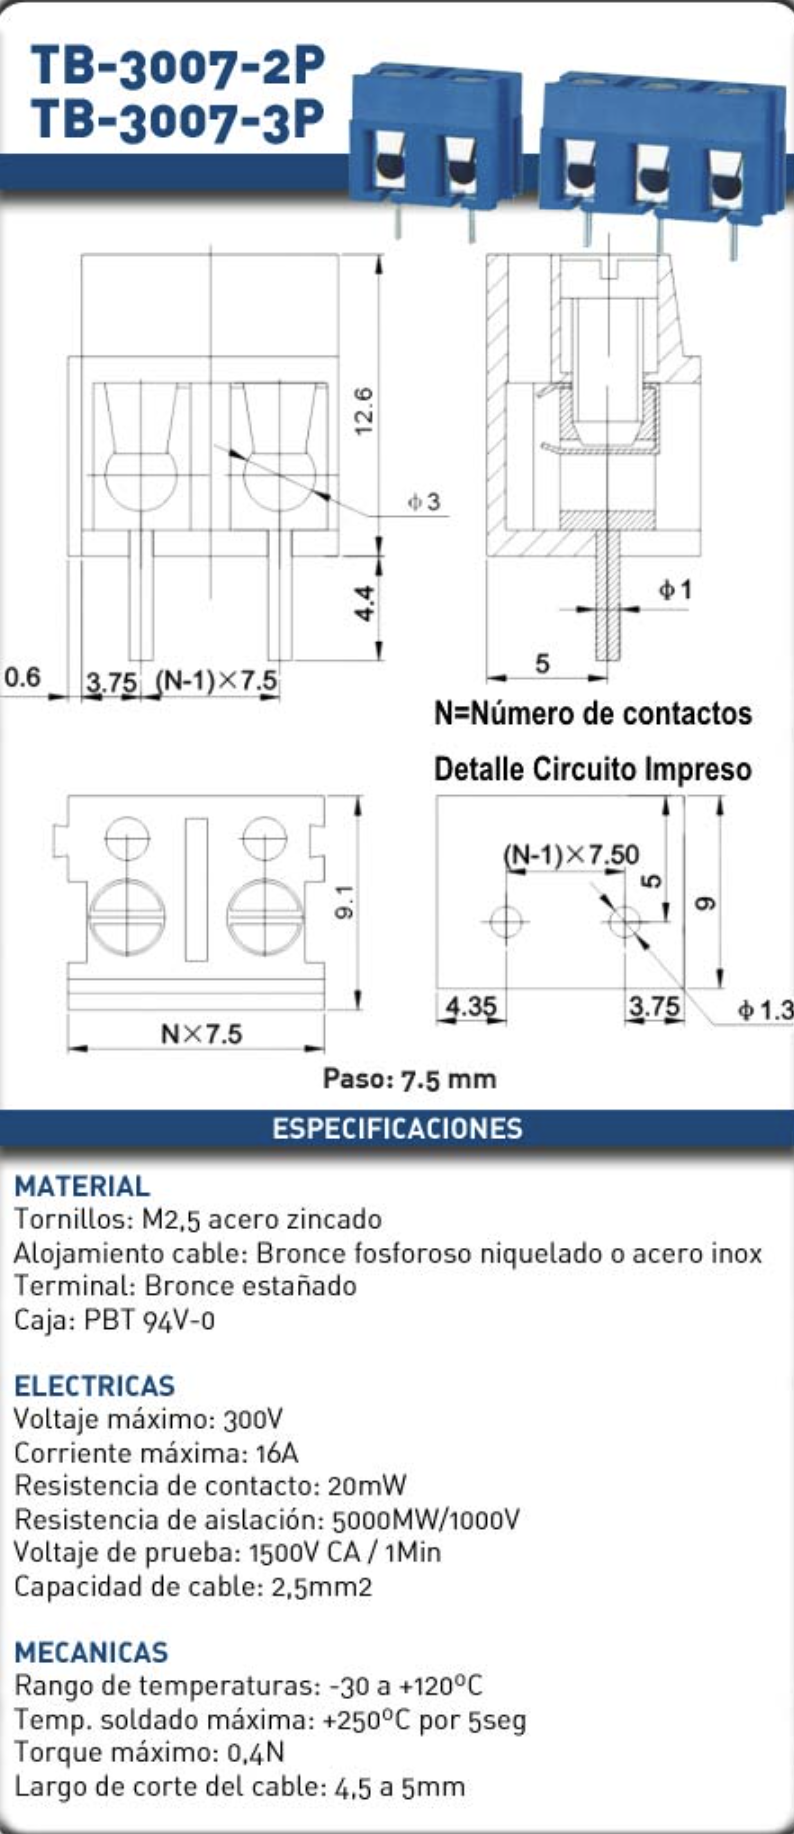 TB-3007-2P
TB-3007-3P
12.6
ϕ3
4.4
ϕ1
0.6
3.75
(N-1)×7.5
5
N=Número de contactos
Detalle Circuito Impreso
(N-1)×7.50
5
9
9.1
4.35
3.75
ϕ1.3
N×7.5
Paso: 7.5 mm
ESPECIFICACIONES
MATERIAL
Tornillos: M2,5 acero zincado
Alojamiento cable: Bronce fosforoso niquelado o acero inox
Terminal: Bronce estañado
Caja: PBT 94V-0
ELECTRICAS
Voltaje máximo: 300V
Corriente máxima: 16A
Resistencia de contacto: 20mW
Resistencia de aislación: 5000MW/1000V
Voltaje de prueba: 1500V CA / 1Min
Capacidad de cable: 2,5mm2
MECANICAS
Rango de temperaturas: -30 a +120ºC
Temp. soldado máxima: +250ºC por 5seg
Torque máximo: 0,4N
Largo de corte del cable: 4,5 a 5mm